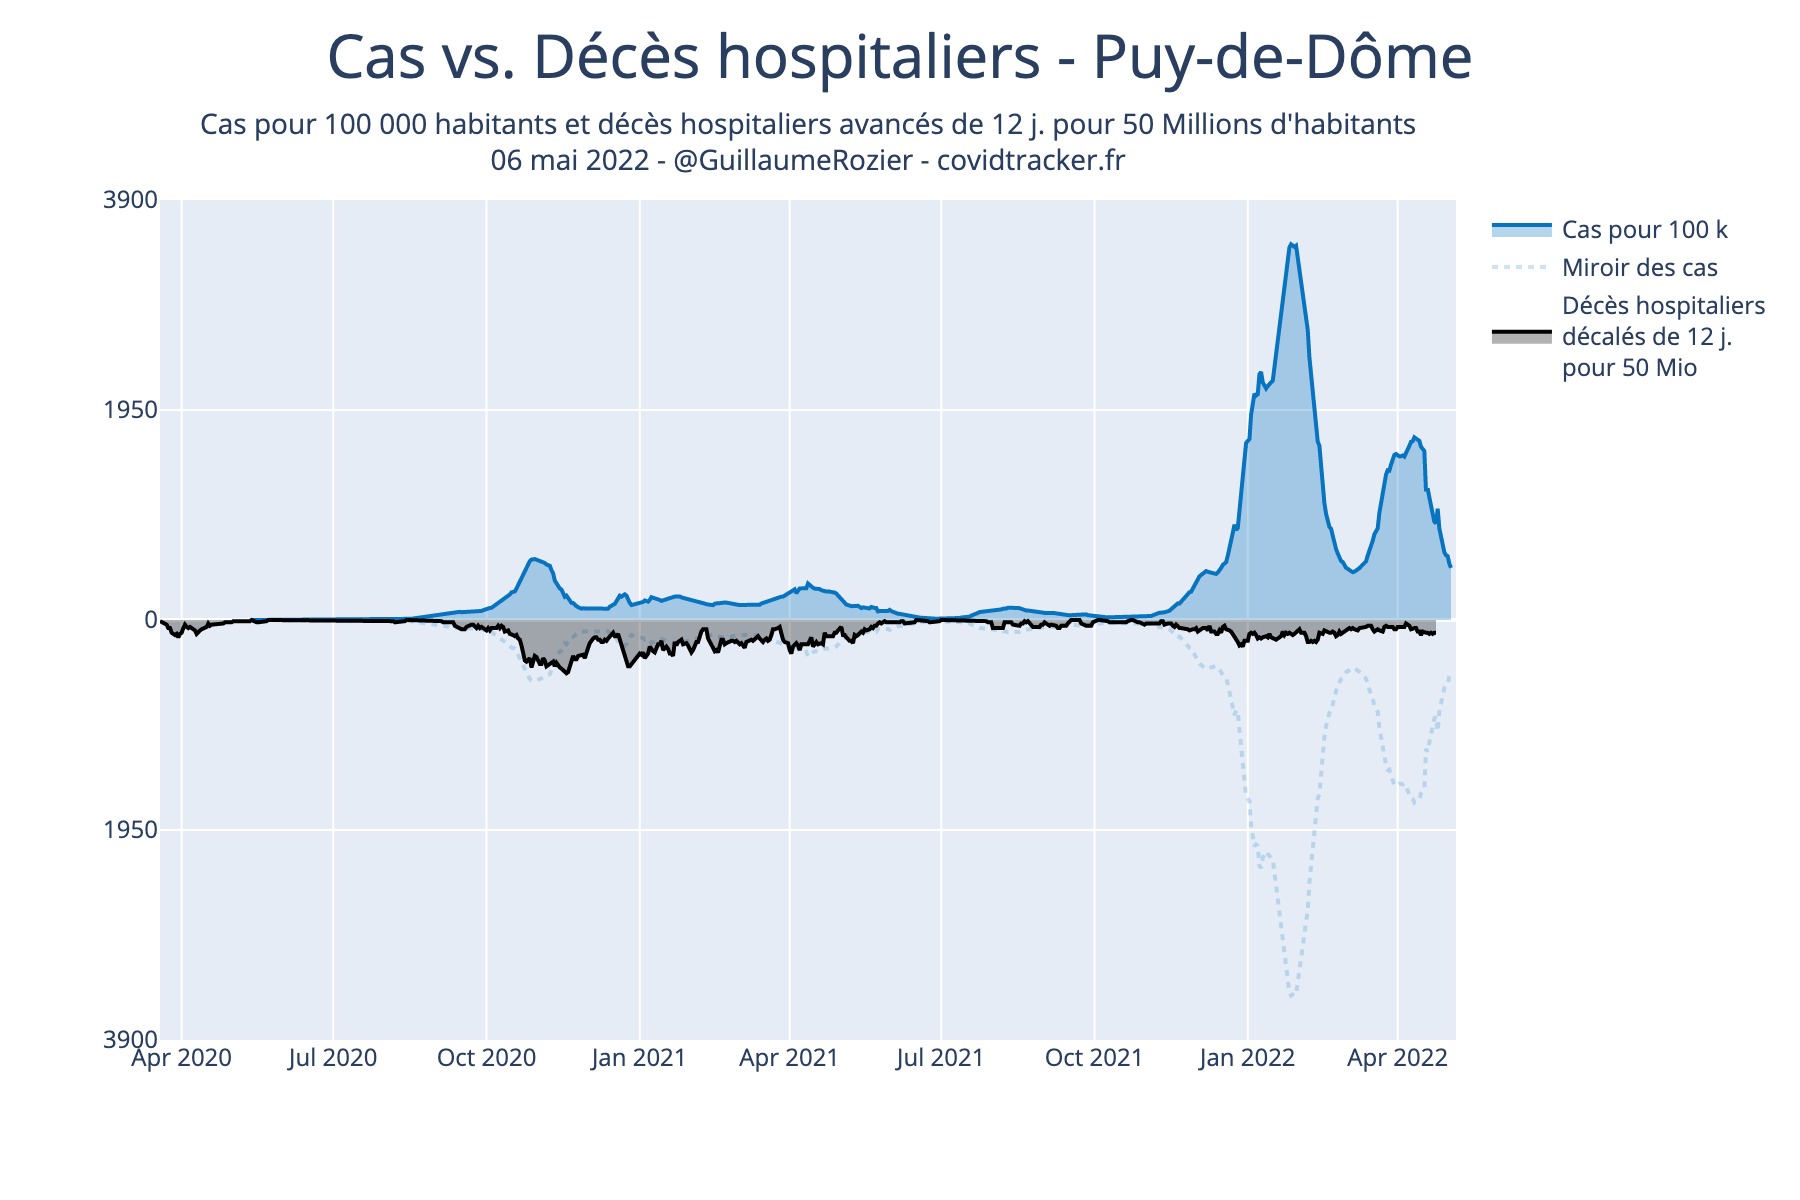 Cas vs. Décès hospitaliers - Puy-de-Dôme
Cas pour 100 000 habitants et décès hospitaliers avancés de 12 j. pour 50 Millions d'habitants
06 mai 2022 - @GuillaumeRozier - covidtracker.fr
3900
1950
0
1950
3900
Apr 2020
Jul 2020
Oct 2020
Jan 2021
Apr 2021
Jul 2021
Oct 2021
Jan 2022
Apr 2022
Cas pour 100 k
Miroir des cas
Décès hospitaliers
décalés de 12 j.
pour 50 Mio